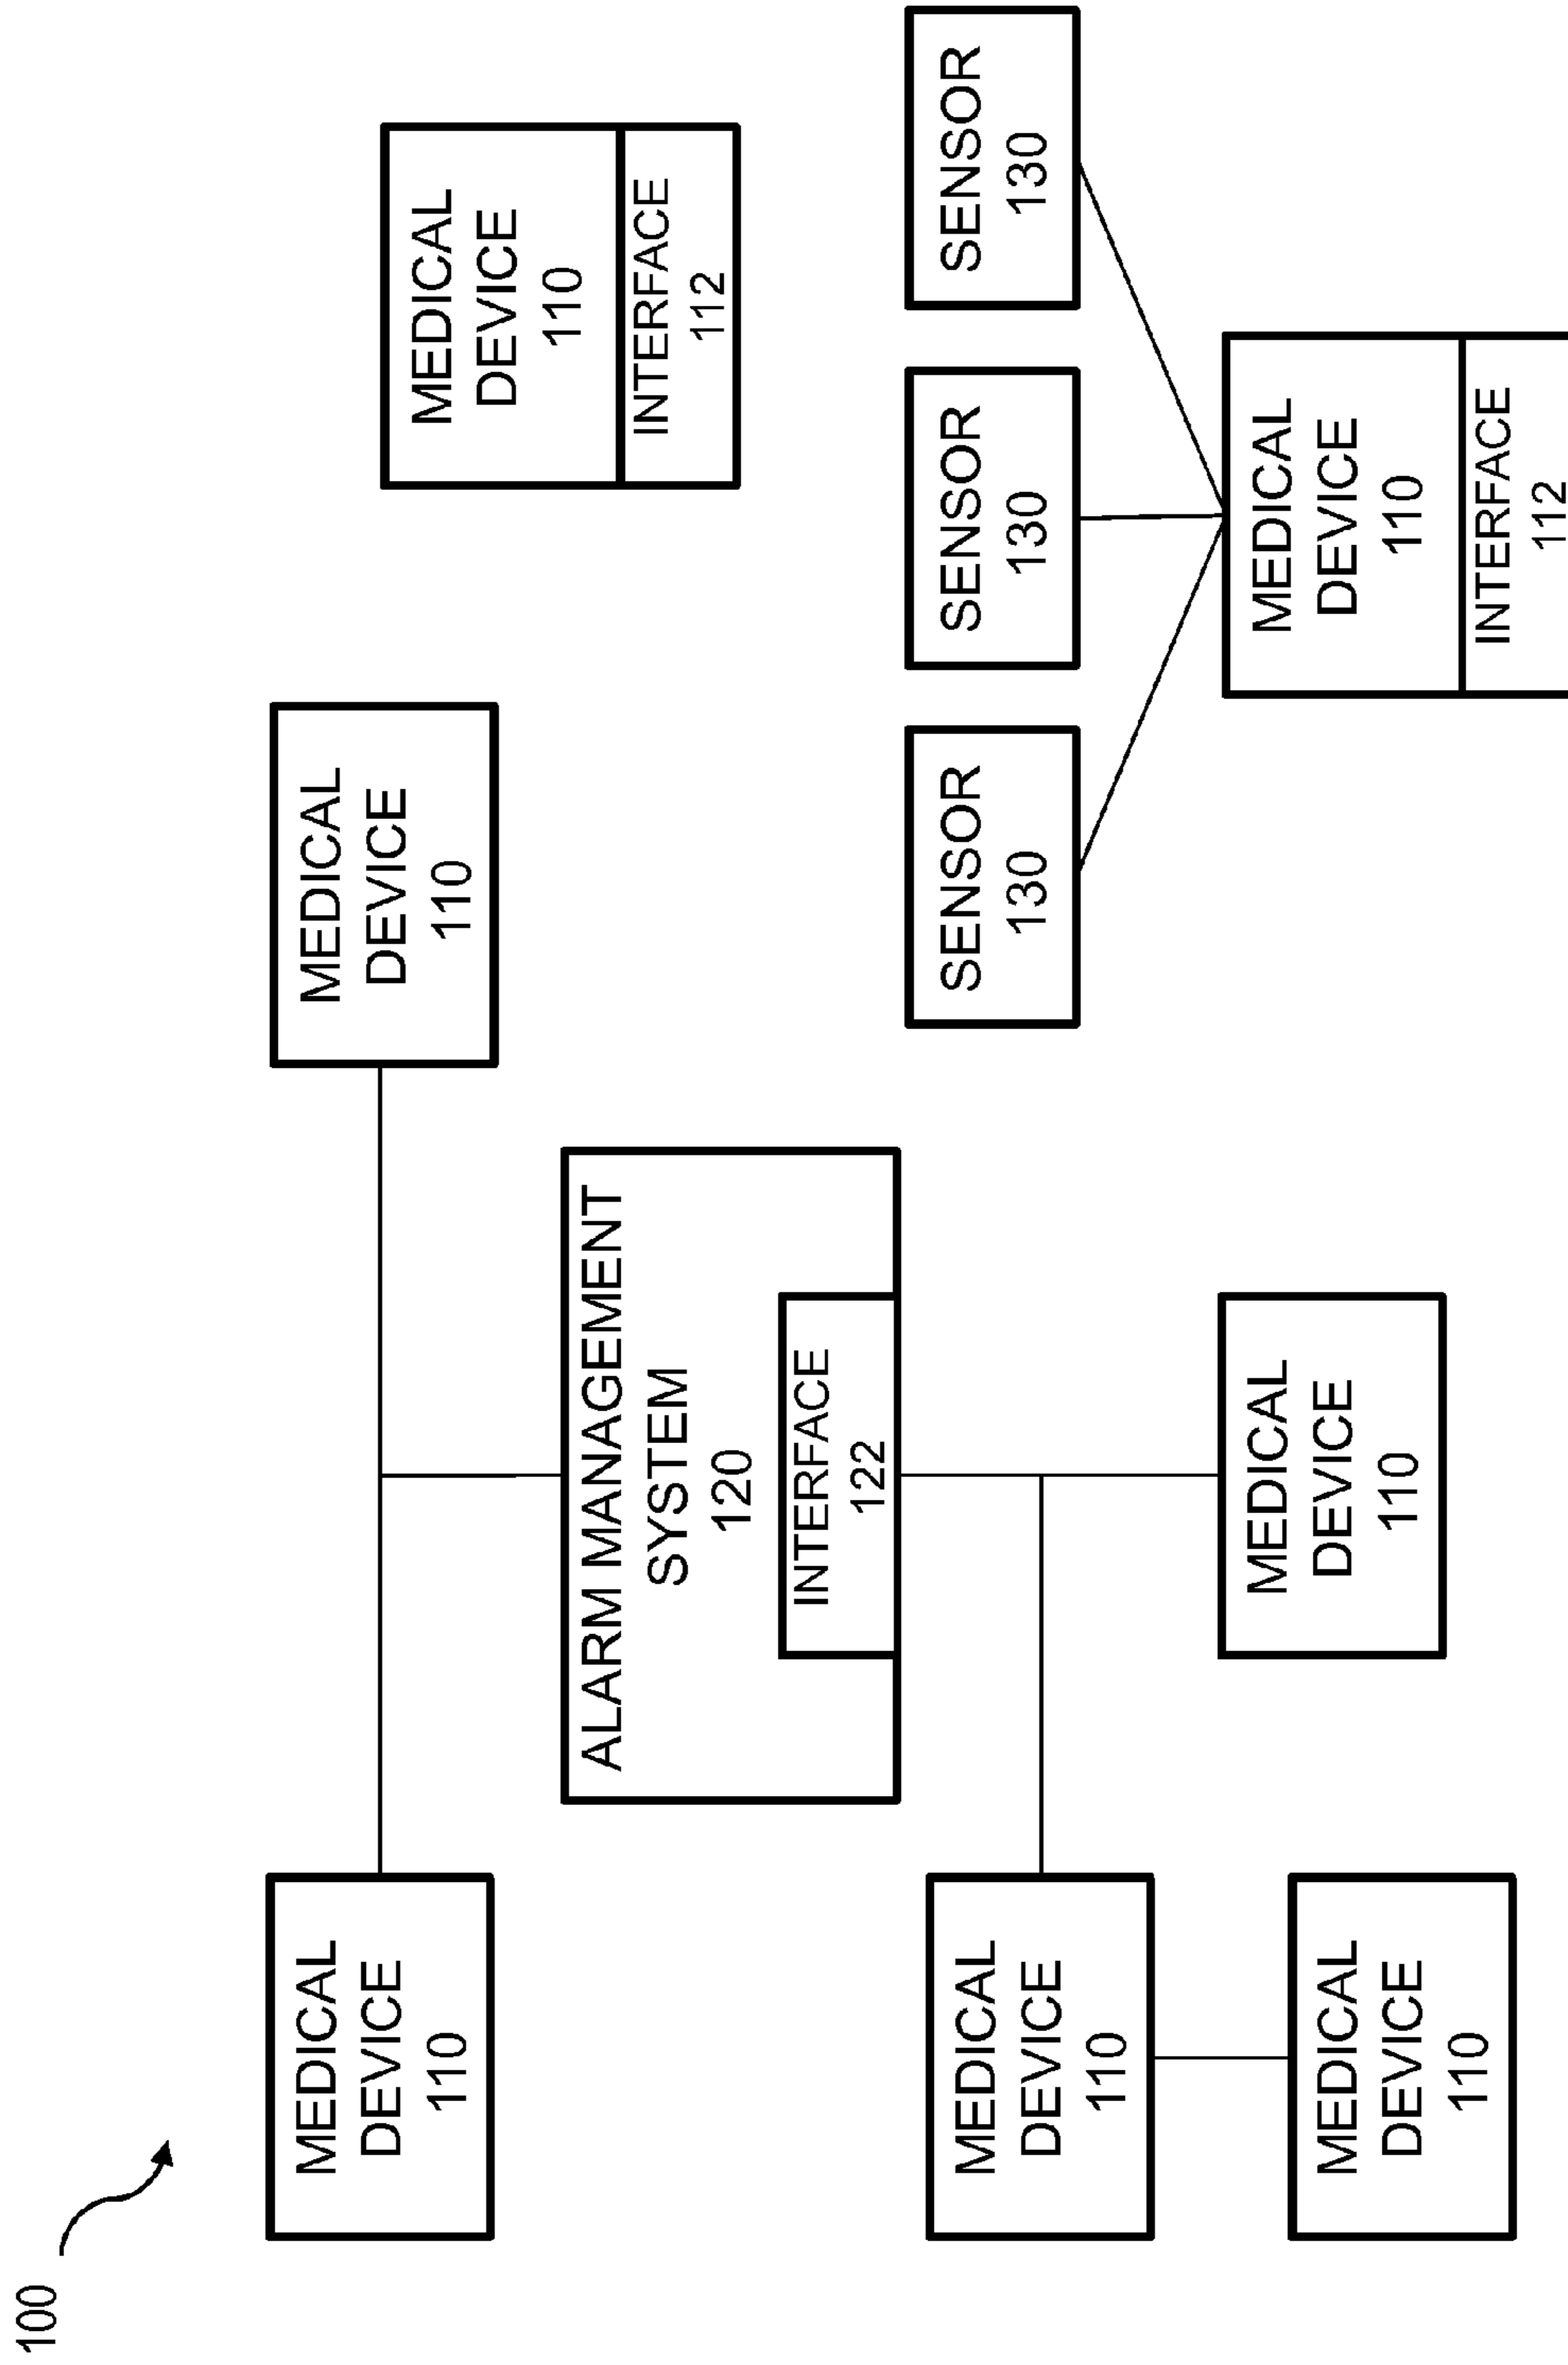 100
MEDICAL
DEVICE
110
MEDICAL
DEVICE
110
MEDICAL
DEVICE
110
INTERFACE
112
ALARM MANAGEMENT
SYSTEM
120
INTERFACE
122
SENSOR
130
SENSOR
130
SENSOR
130
MEDICAL
DEVICE
110
MEDICAL
DEVICE
110
MEDICAL
DEVICE
110
MEDICAL
DEVICE
110
INTERFACE
112